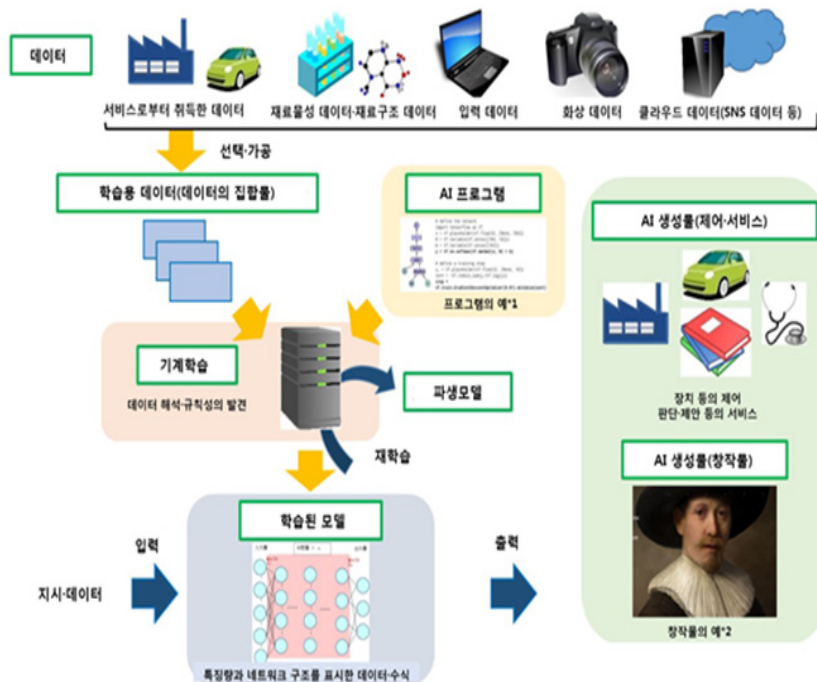 데이터
서비스로부터 취득한 데이터
재료물성 데이터·재료구조 데이터
입력 데이터
화상 데이터
클라우드 데이터(SNS 데이터 등)
선택·가공
학습용 데이터(데이터의 집합물)
AI 프로그램
프로그램의 예*1
기계학습
데이터 해석·규칙성의 발견
파생모델
재학습
학습된 모델
입력
지시·데이터
출력
특징량과 네트워크 구조를 표시한 데이터·수식
AI 생성물(제어·서비스)
장치 등의 제어
판단·제안 등의 서비스
AI 생성물(창작물)
창작물의 예*2